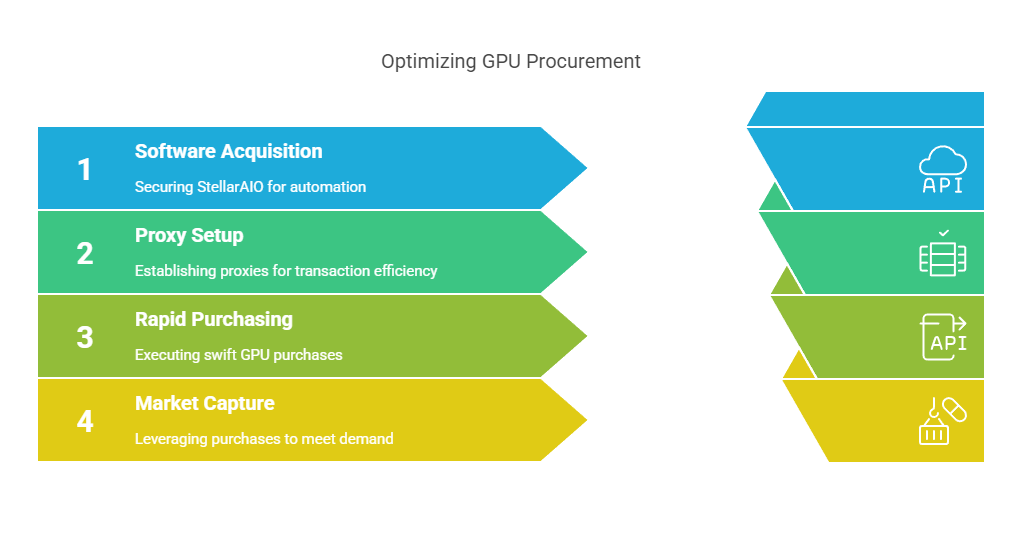 Optimizing GPU Procurement
1
Software Acquisition
Securing StellarAIO for automation
API
2
Proxy Setup
Establishing proxies for transaction efficiency
3
Rapid Purchasing
Executing swift GPU purchases
API
4
Market Capture
Leveraging purchases to meet demand